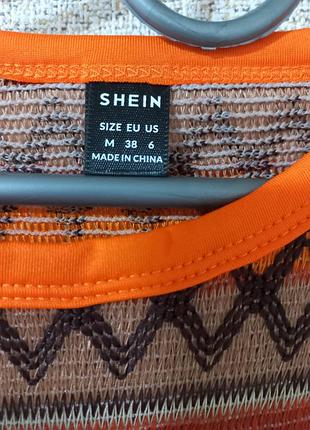 SHEIN
SIZE EU US
M 38 6
MADE IN CHINA